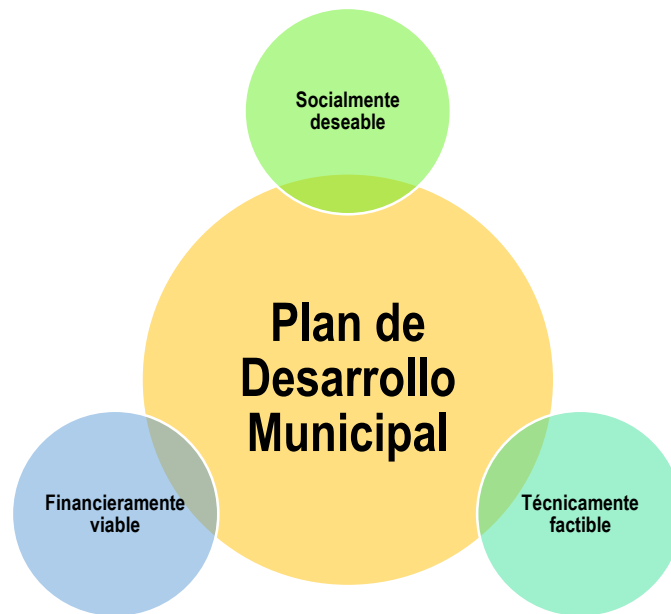 Socialmente
deseable
Plan de
Desarrollo
Municipal
Financieramente
viable
Técnicamente
factible